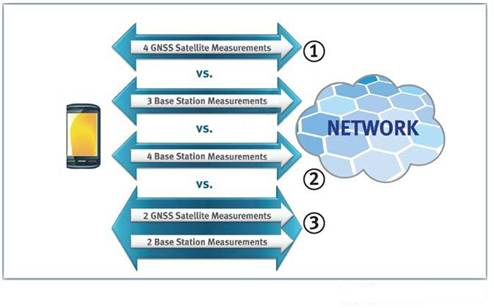 4 GNSS Satellite Measurements
①
vs.
3 Base Station Measurements
NETWORK
vs.
4 Base Station Measurements
②
vs.
2 GNSS Satellite Measurements
③
2 Base Station Measurements